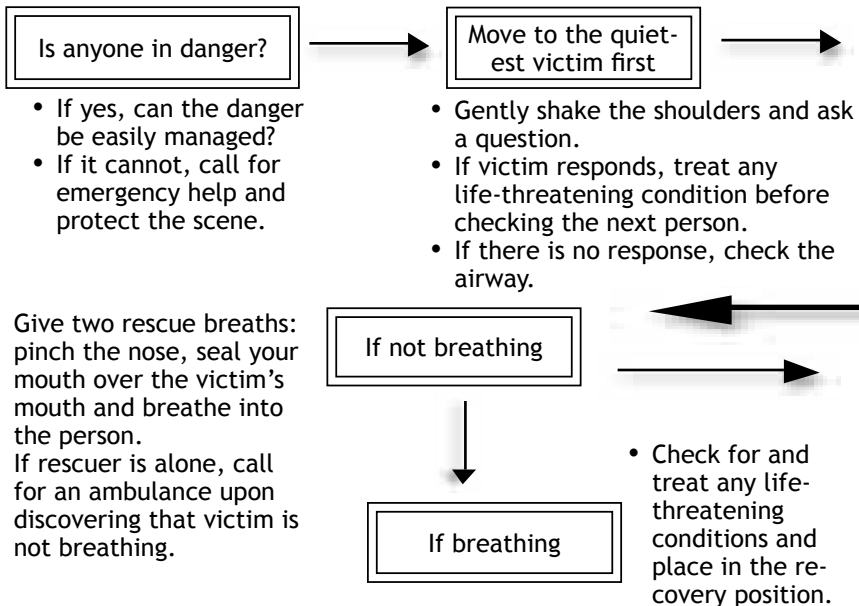 Is anyone in danger?
• If yes, can the danger
be easily managed?
• If it cannot, call for
emergency help and
protect the scene.
Move to the quiet-
est victim first
• Gently shake the shoulders and ask
a question.
• If victim responds, treat any
life-threatening condition before
checking the next person.
• If there is no response, check the
airway.
If not breathing
Give two rescue breaths:
pinch the nose, seal your
mouth over the victim’s
mouth and breathe into
the person.
If rescuer is alone, call
for an ambulance upon
discovering that victim is
not breathing.
If breathing
• Check for and
treat any life-
threatening
conditions and
place in the re-
covery position.